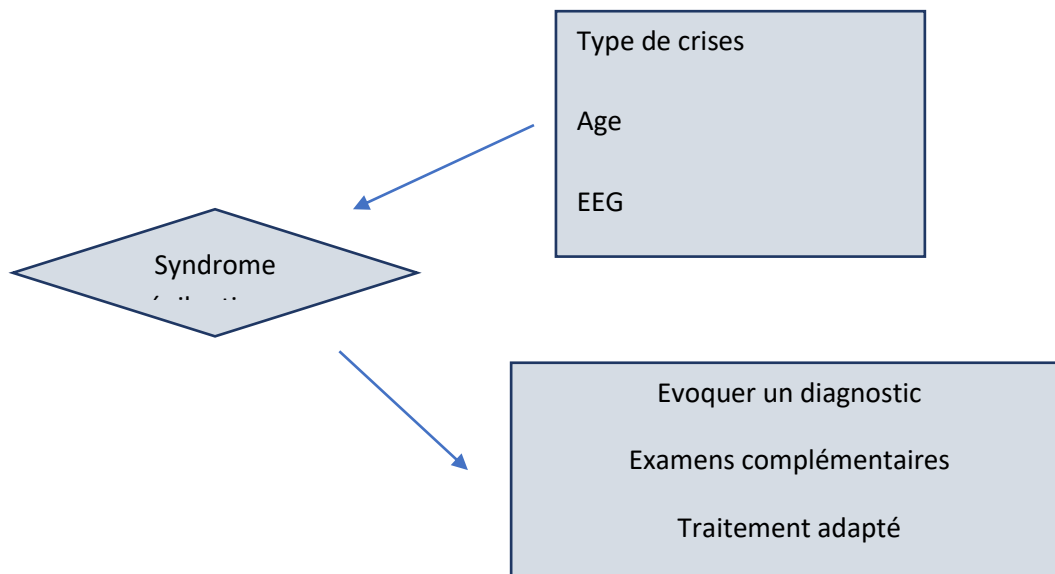 Type de crises
Age
EEG
Syndrome
Evoquer un diagnostic
Examens complémentaires
Traitement adapté